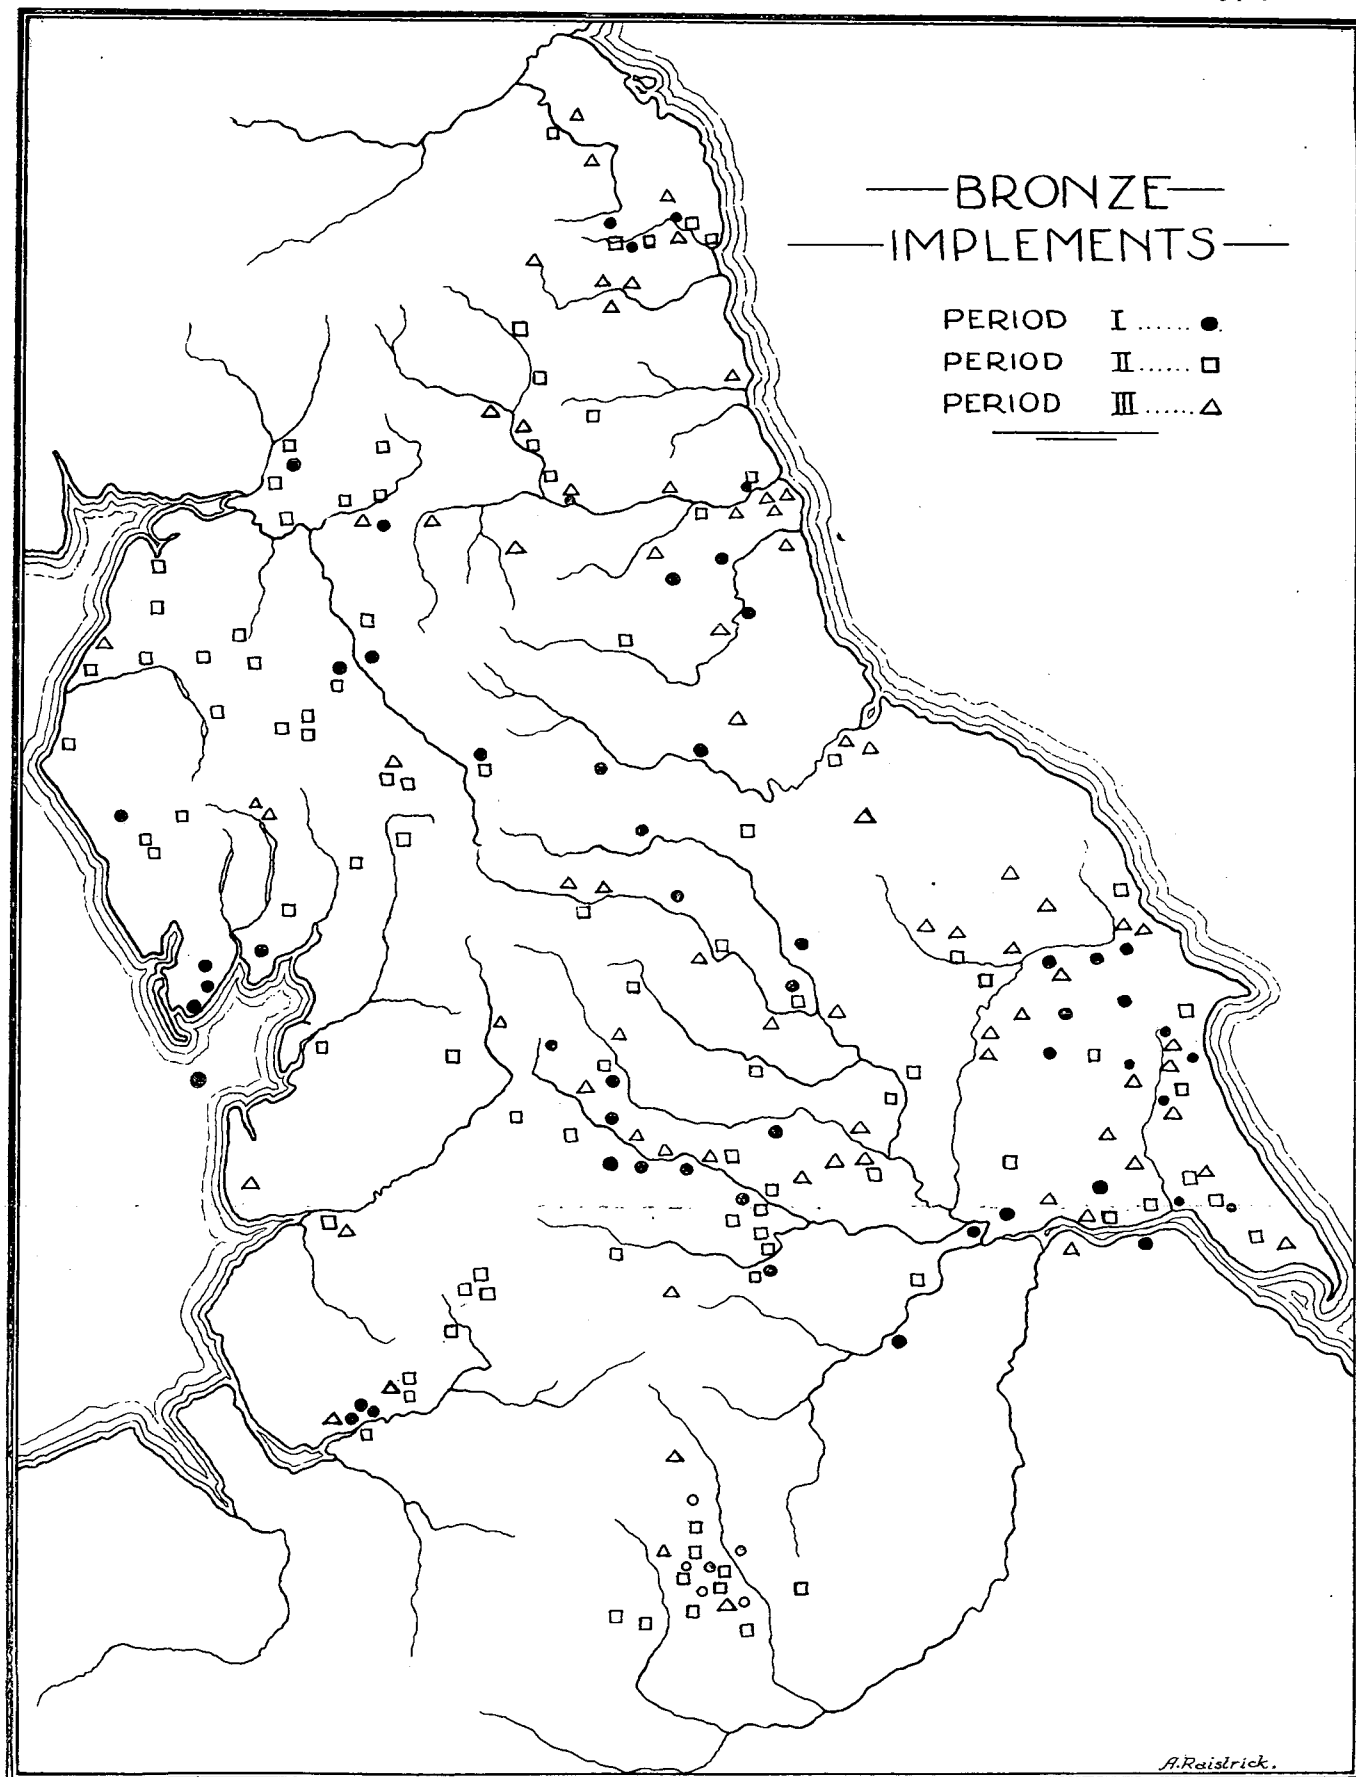 BRONZE
IMPLEMENTS
PERIOD I ......
PERIOD II ......
PERIOD III ......
A. Raistrick.